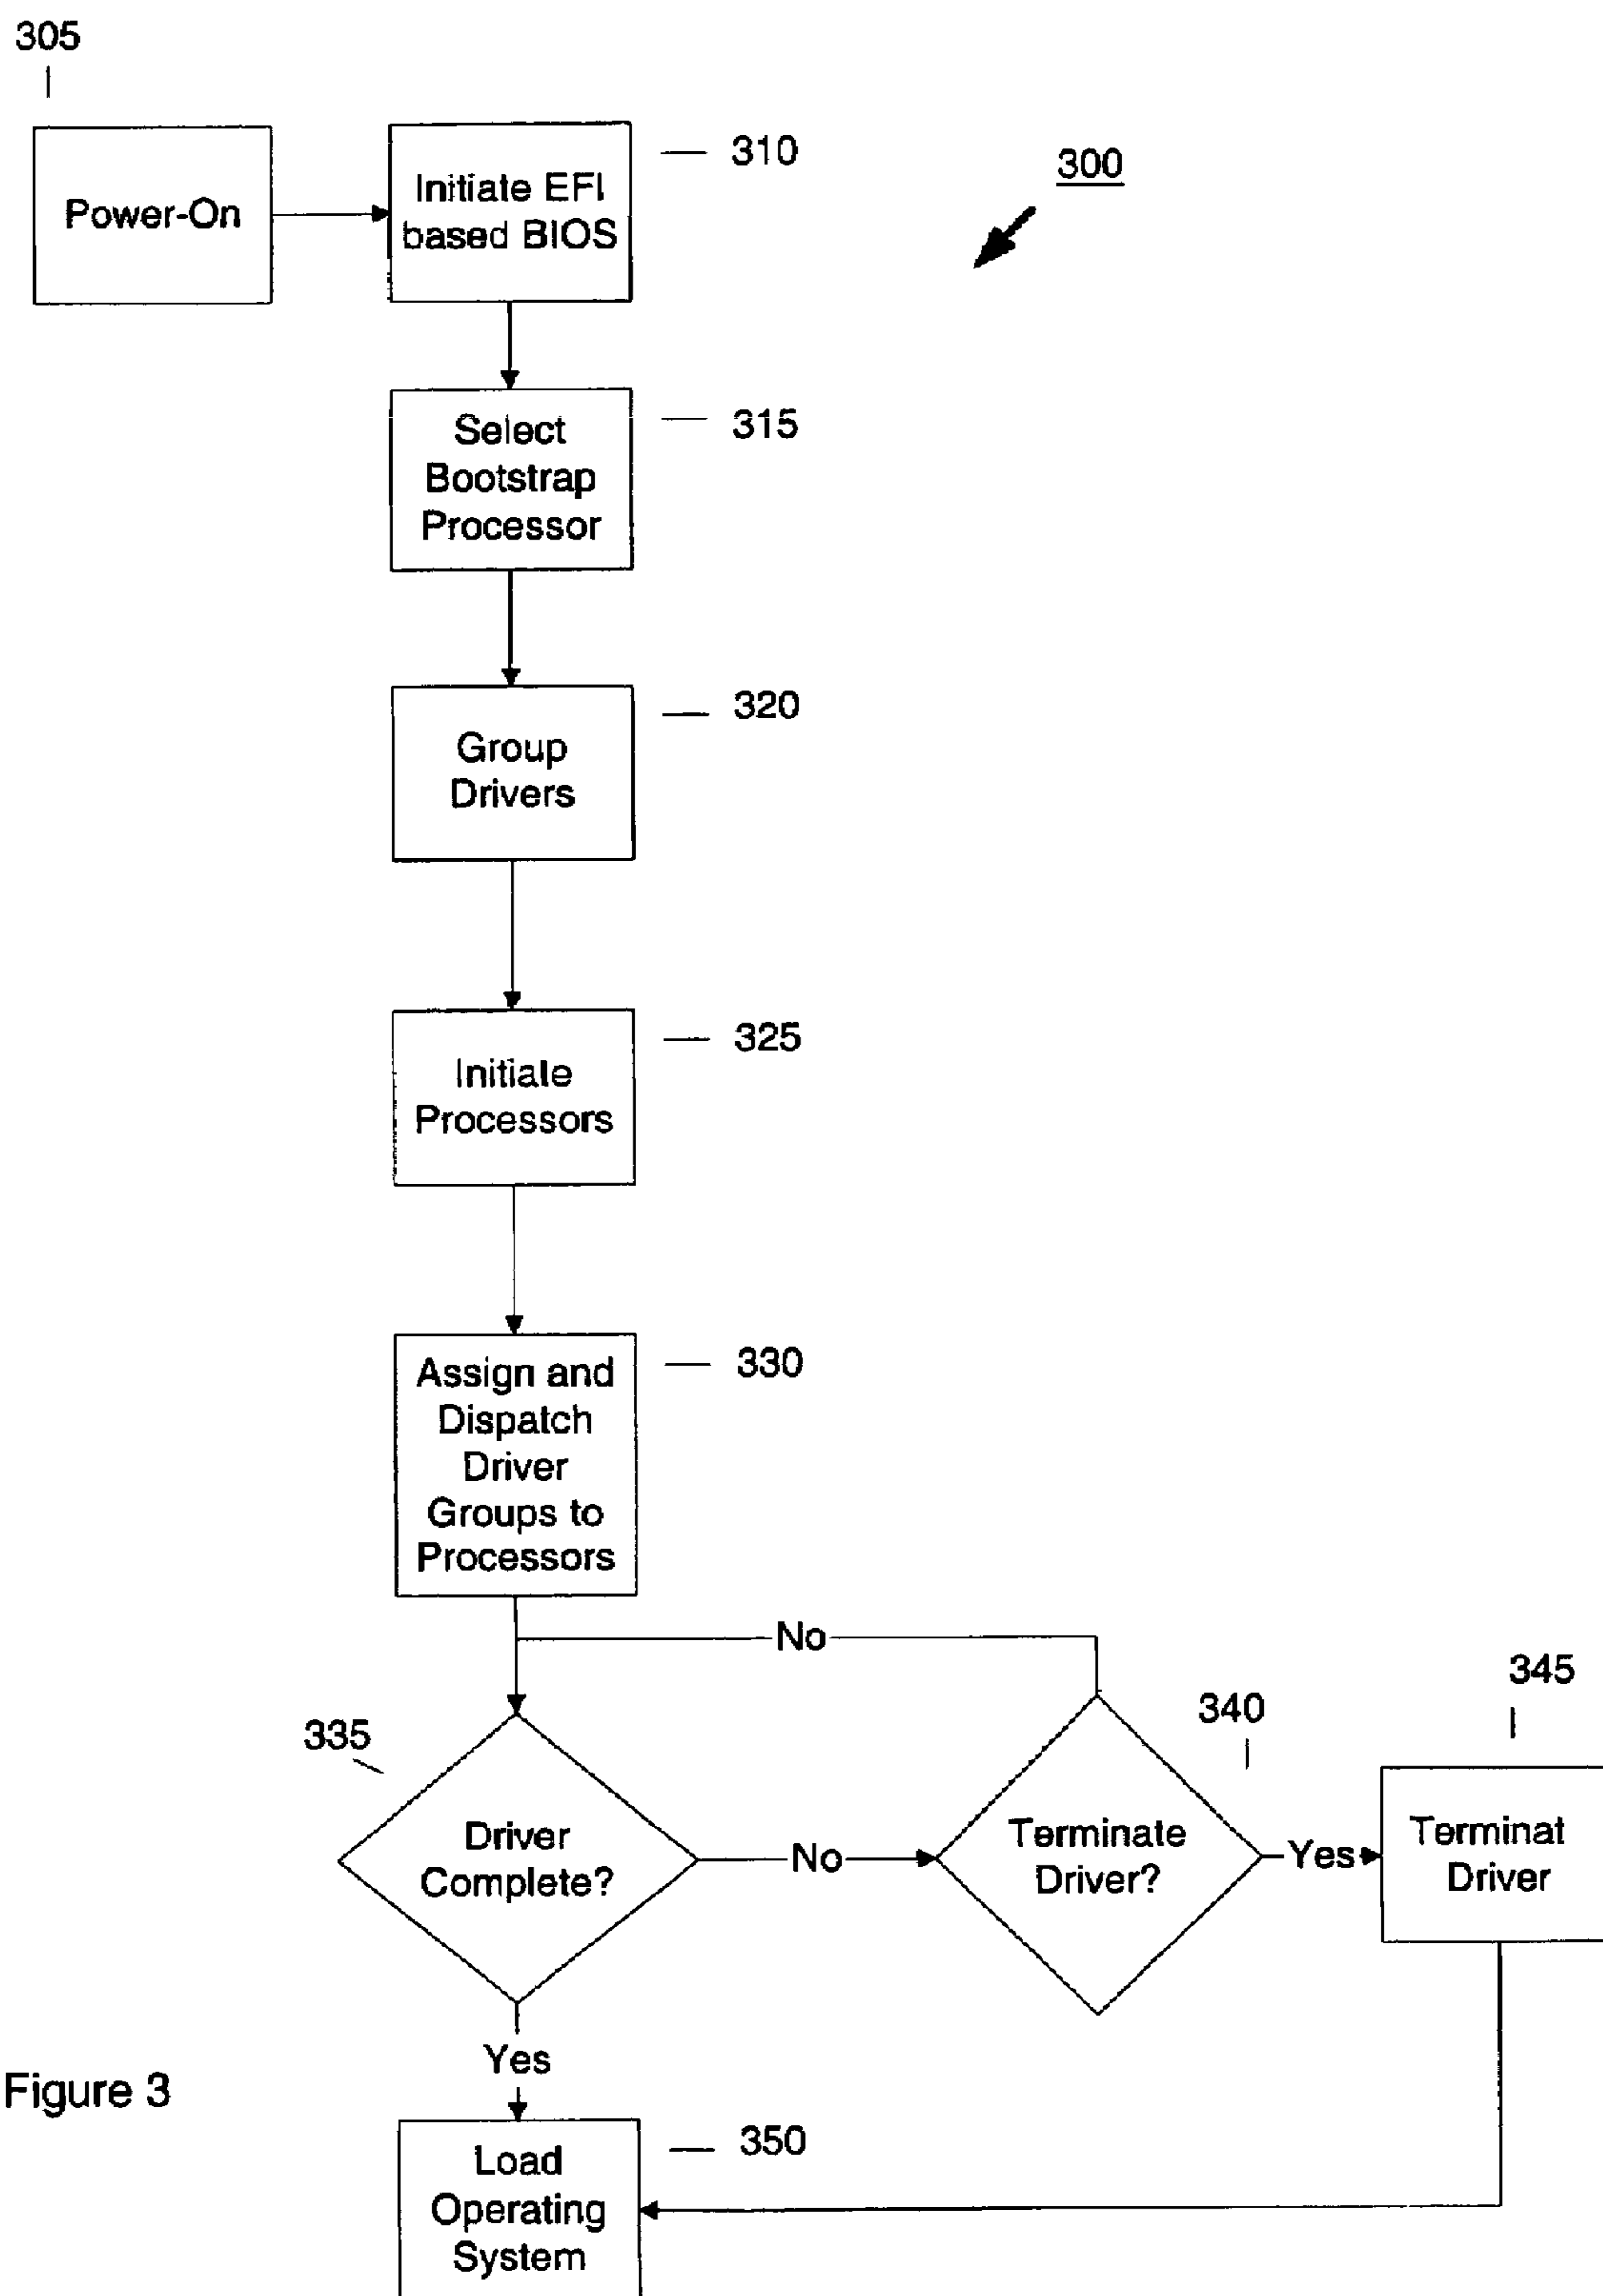 305
Power-On
310
Initiate EFI
based BIOS
300
315
Select
Bootstrap
Processor
320
Group
Drivers
325
Initiate
Processors
330
Assign and
Dispatch
Driver
Groups to
Processors
No
335
Driver
Complete?
No
340
Terminate
Driver?
Yes
345
Terminat
Driver
Yes
Figure 3
350
Load
Operating
System